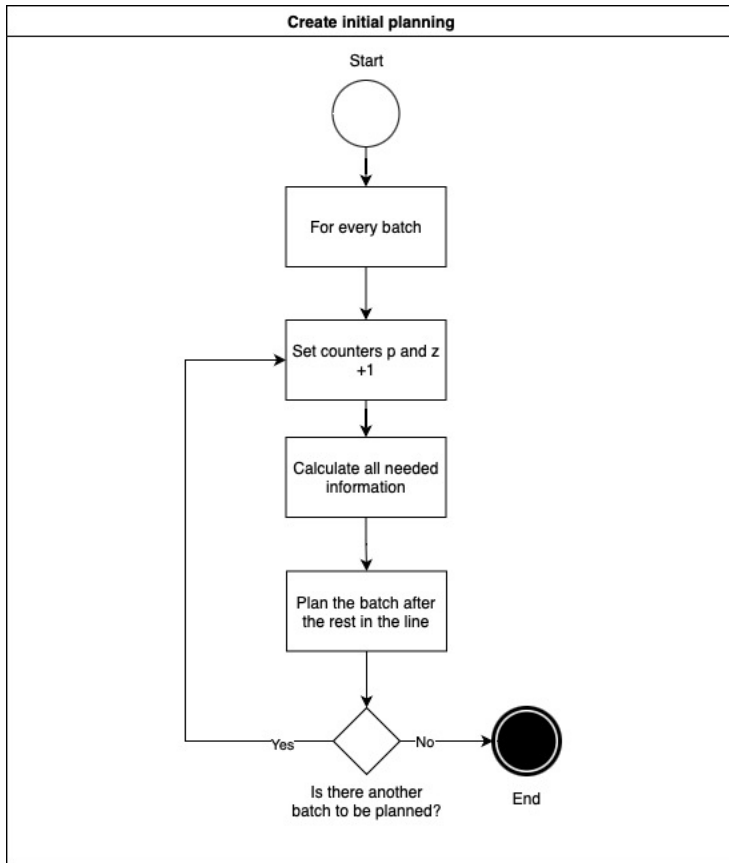 Create initial planning
Start
For every batch
Set counters p and z
+1
Calculate all needed
information
Plan the batch after
the rest in the line
Yes
No
Is there another
batch to be planned?
End